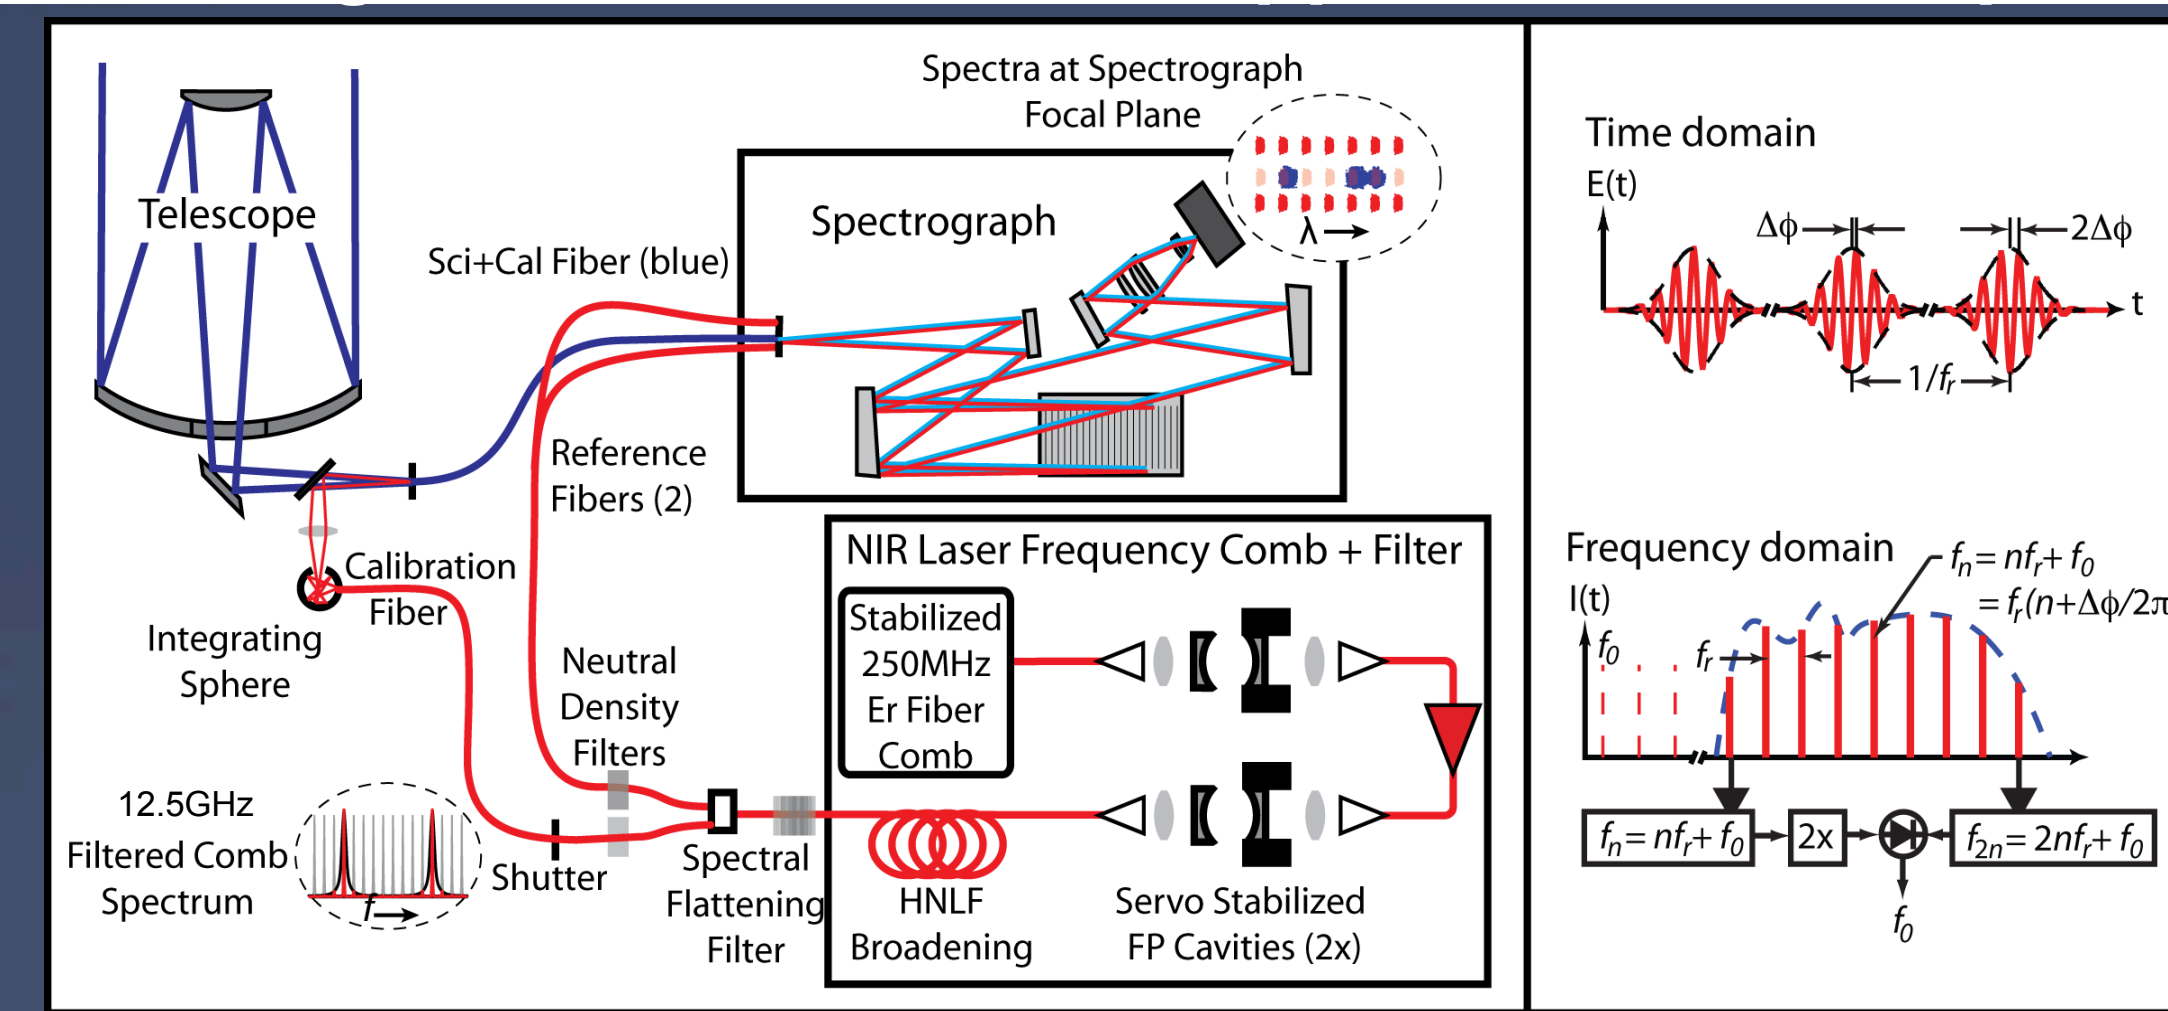 Spectra at Spectrograph
Focal Plane
Telescope
Spectrograph
λ
Sci+Cal Fiber (blue)
Reference
Fibers (2)
Calibration
Fiber
Integrating
Sphere
Neutral
Density
Filters
12.5GHz
Filtered Comb
Spectrum
f
Shutter
Spectral
Flattening
Filter
NIR Laser Frequency Comb + Filter
Stabilized
250MHz
Er Fiber
Comb
HNLF
Broadening
Servo Stabilized
FP Cavities (2x)
Time domain
E(t)
Δϕ
2Δϕ
t
1/fr
Frequency domain
fn= nfr+ f0
= fr(n+Δϕ/2π
I(t)
f0
fr
fn= nfr+ f0
2x
f2n= 2nfr+ f0
f0